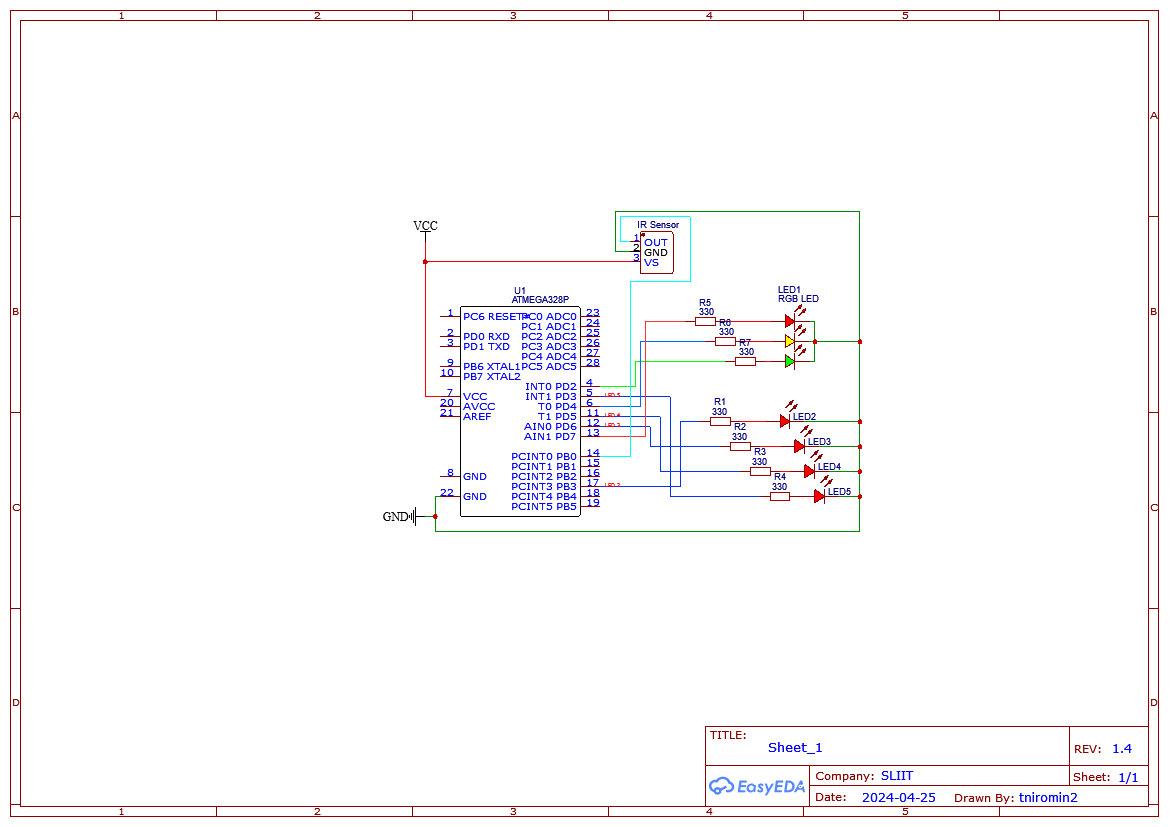 1 2 3 4 5
A A
B B
C C
D D
VCC
IR Sensor
1 OUT
2 GND
3 VS
U1
ATMEGA328P
1 PC6 RESET PC0 ADC0 23
PC1 ADC1 24
2 PD0 RXD PC2 ADC2 25
3 PD1 TXD PC3 ADC3 26
PC4 ADC4 27
9 PB6 XTAL1 PC5 ADC5 28
10 PB7 XTAL2
INT0 PD2 4
7 VCC INT1 PD3 5
20 AVCC T0 PD4 6
21 AREF T1 PD5 11
AIN0 PD6 12
AIN1 PD7 13
PCINT0 PB0 14
PCINT1 PB1 15
8 GND PCINT2 PB2 16
PCINT3 PB3 17
22 GND PCINT4 PB4 18
PCINT5 PB5 19
GND
LED1
RGB LED
R5
330
R6
330
R7
330
R1
330
LED2
R2
330
LED3
R3
330
LED4
R4
330
LED5
TITLE:
Sheet_1
REV: 1.4
EasyEDA
Company: SLIIT
Sheet: 1/1
Date: 2024-04-25 Drawn By: tniromin2
1 2 3 4 5